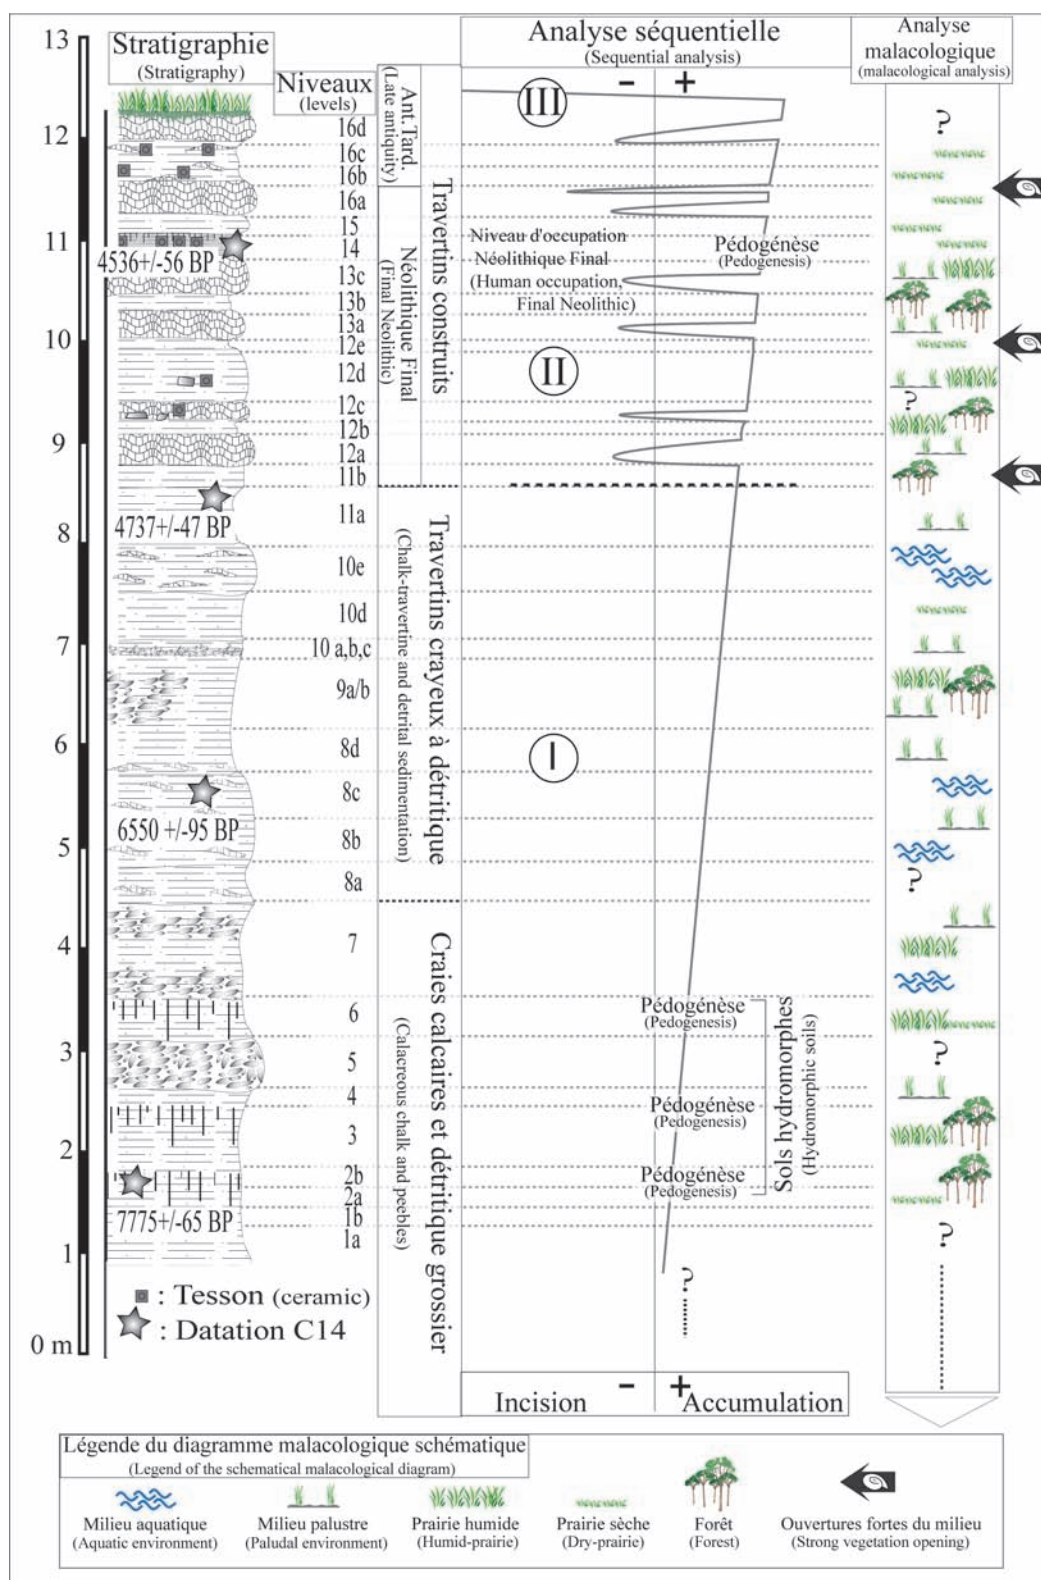 Stratigraphie
(Stratigraphy)
Niveaux
(levels)
Ant. Tard.
(Late antiquity)
Analyse séquentielle
(Sequential analysis)
- +
Analyse
malacologique
(malacological analysis)
13
12
11
10
9
8
7
6
5
4
3
2
1
0 m
16d
16c
16b
16a
15
14
13c
13b
13a
12e
12d
12c
12b
12a
11b
11a
10e
10d
10 a,b,c
9a/b
8d
8c
8b
8a
7
6
5
4
3
2b
2a
1b
1a
4536+/-56 BP
4737+/-47 BP
6550 +/-95 BP
7775+/-65 BP
: Tesson (ceramic)
: Datation C14
Néolithique Final
(Final Neolithic)
Travertins construits
Travertins crayeux à détritique
(Chalk-travertine and detrital sedimentation)
Craies calcaires et détritique grossier
(Calacreous chalk and peebles)
III
Niveau d'occupation
Néolithique Final
(Human occupation,
Final Neolithic)
Pédogénèse
(Pedogenesis)
II
I
Pédogénèse
(Pedogenesis)
Pédogénèse
(Pedogenesis)
Pédogénèse
(Pedogenesis)
Sols hydromorphes
(Hydromorphic soils)
?
- +
Incision Accumulation
?
?
?
?
?
Légende du diagramme malacologique schématique
(Legend of the schematical malacological diagram)
Milieu aquatique
(Aquatic environment)
Milieu palustre
(Paludal environment)
Prairie humide
(Humid-prairie)
Prairie sèche
(Dry-prairie)
Forêt
(Forest)
Ouvertures fortes du milieu
(Strong vegetation opening)